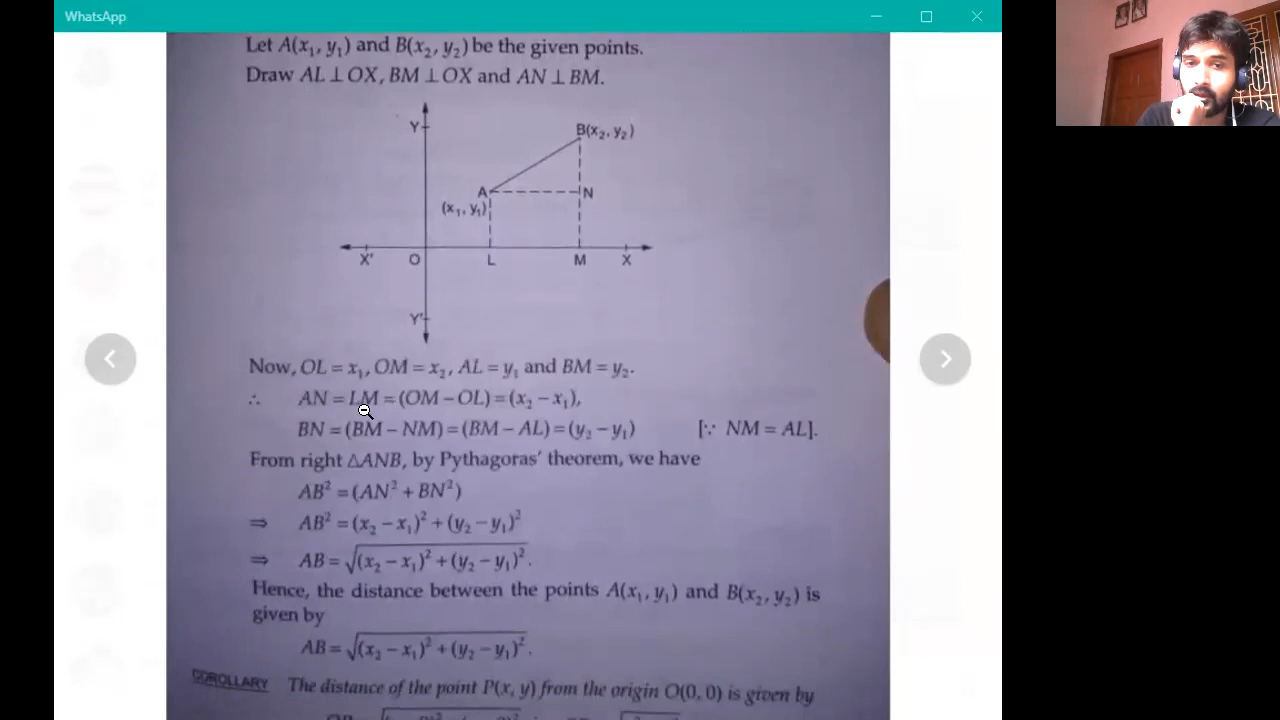 WhatsApp
Let A(x₁, y₁) and B(x₂, y₂) be the given points.
Draw AL ⊥ OX, BM ⊥ OX and AN ⊥ BM.
Y
B(x₂, y₂)
A
N
(x₁, y₁)
X' O L M X
Y'
Now, OL = x₁, OM = x₂, AL = y₁ and BM = y₂.
∴ AN = LM = (OM − OL) = (x₂ − x₁),
BN = (BM − NM) = (BM − AL) = (y₂ − y₁) [∵ NM = AL].
From right △ANB, by Pythagoras' theorem, we have
AB² = (AN² + BN²)
⇒ AB² = (x₂ − x₁)² + (y₂ − y₁)²
⇒ AB = √(x₂ − x₁)² + (y₂ − y₁)².
Hence, the distance between the points A(x₁, y₁) and B(x₂, y₂) is
given by
AB = √(x₂ − x₁)² + (y₂ − y₁)².
COROLLARY The distance of the point P(x, y) from the origin O(0, 0) is given by